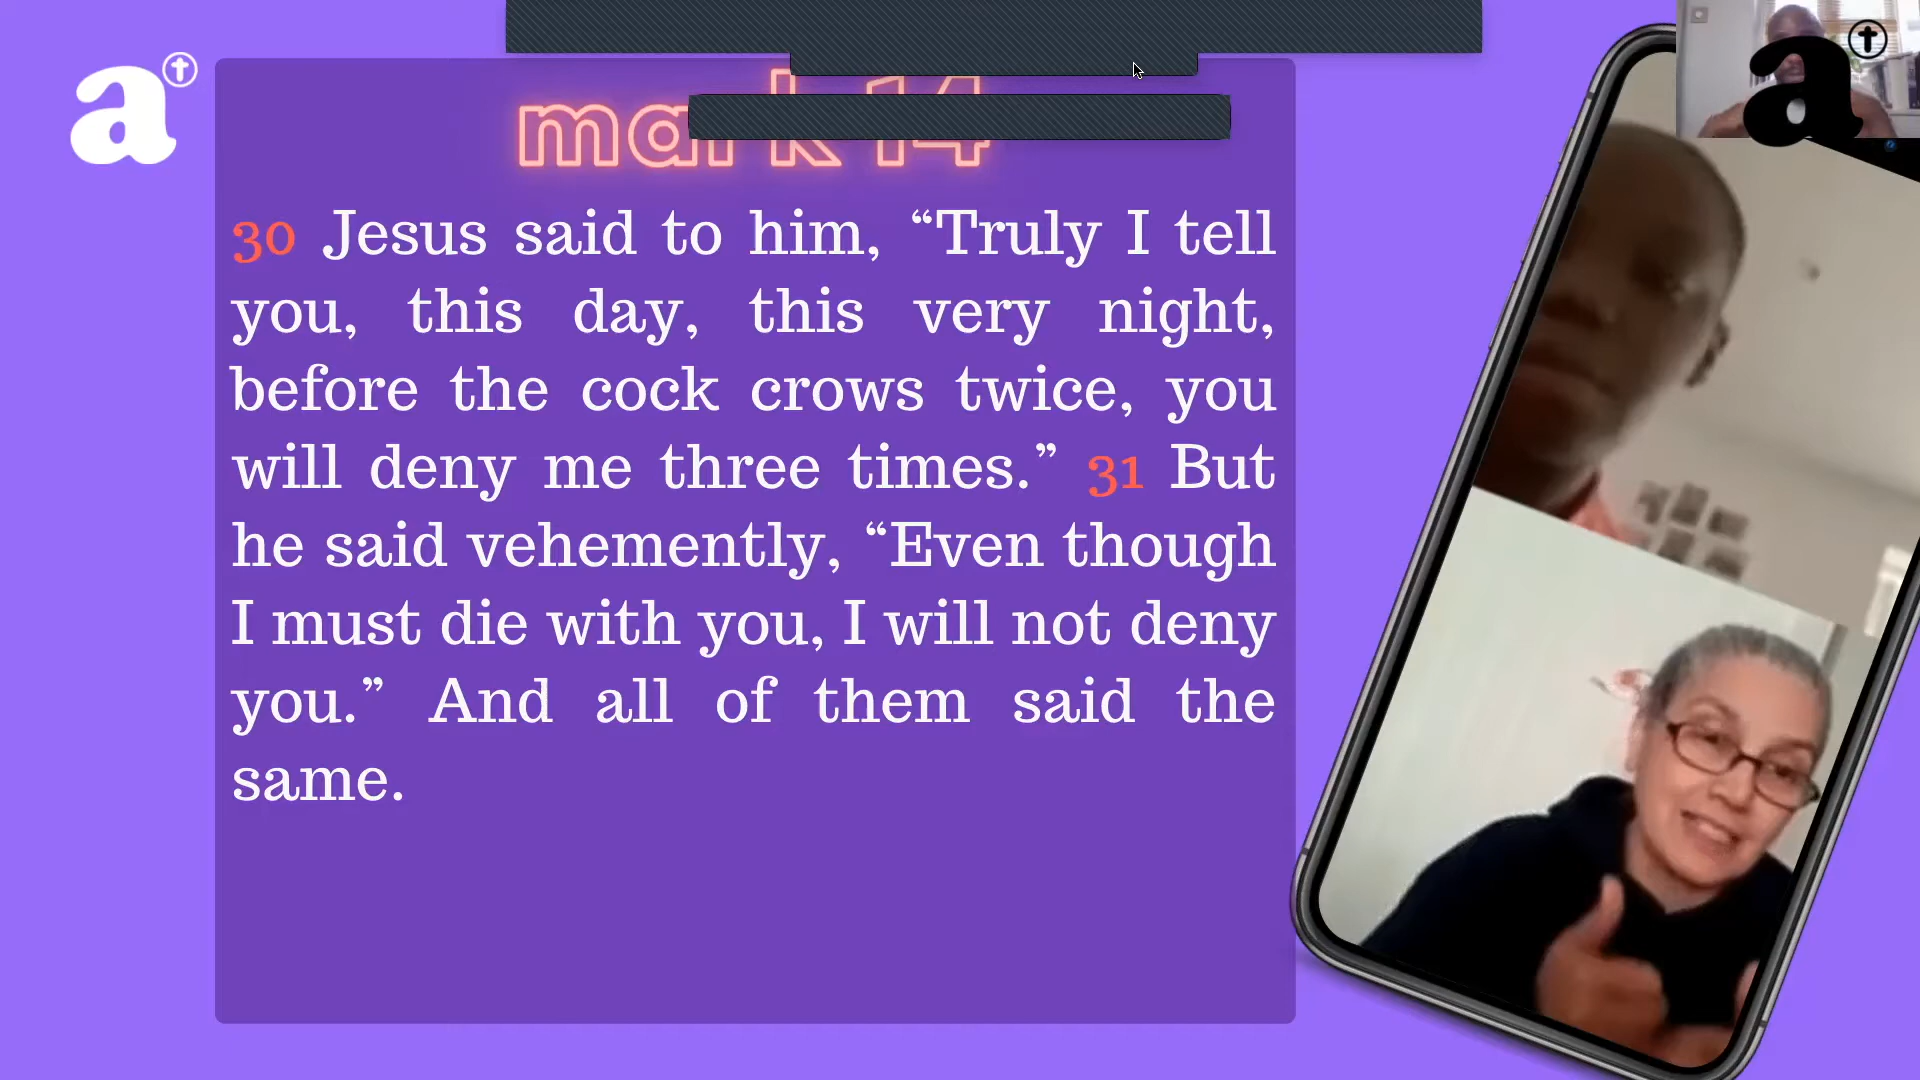 a
mark 14
30 Jesus said to him, “Truly I tell
you, this day, this very night,
before the cock crows twice, you
will deny me three times.” 31 But
he said vehemently, “Even though
I must die with you, I will not deny
you.” And all of them said the
same.
a